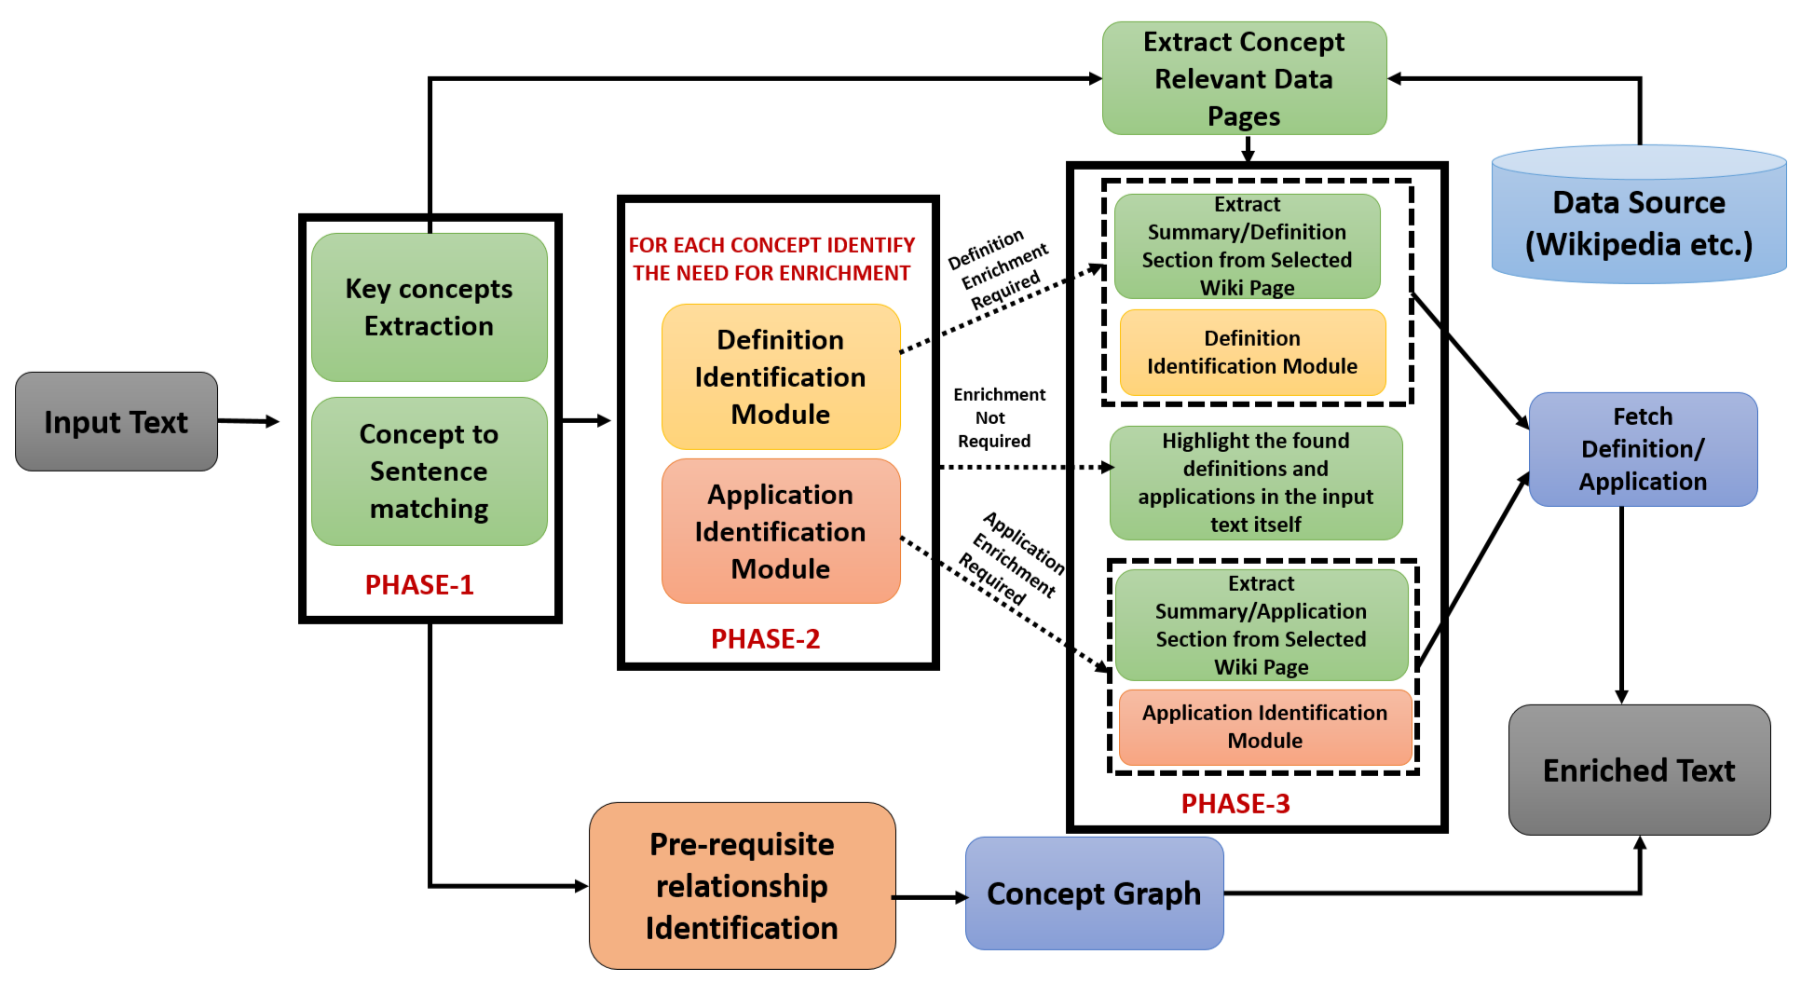 Extract Concept
Relevant Data
Pages
Data Source
(Wikipedia etc.)
Input Text
Key concepts
Extraction
Concept to
Sentence
matching
PHASE-1
FOR EACH CONCEPT IDENTIFY
THE NEED FOR ENRICHMENT
Definition
Identification
Module
Application
Identification
Module
PHASE-2
Definition
Enrichment
Required
Enrichment
Not
Required
Application
Enrichment
Required
Extract
Summary/Definition
Section from Selected
Wiki Page
Definition
Identification Module
Highlight the found
definitions and
applications in the input
text itself
Extract
Summary/Application
Section from Selected
Wiki Page
Application Identification
Module
PHASE-3
Fetch
Definition/
Application
Enriched Text
Pre-requisite
relationship
Identification
Concept Graph